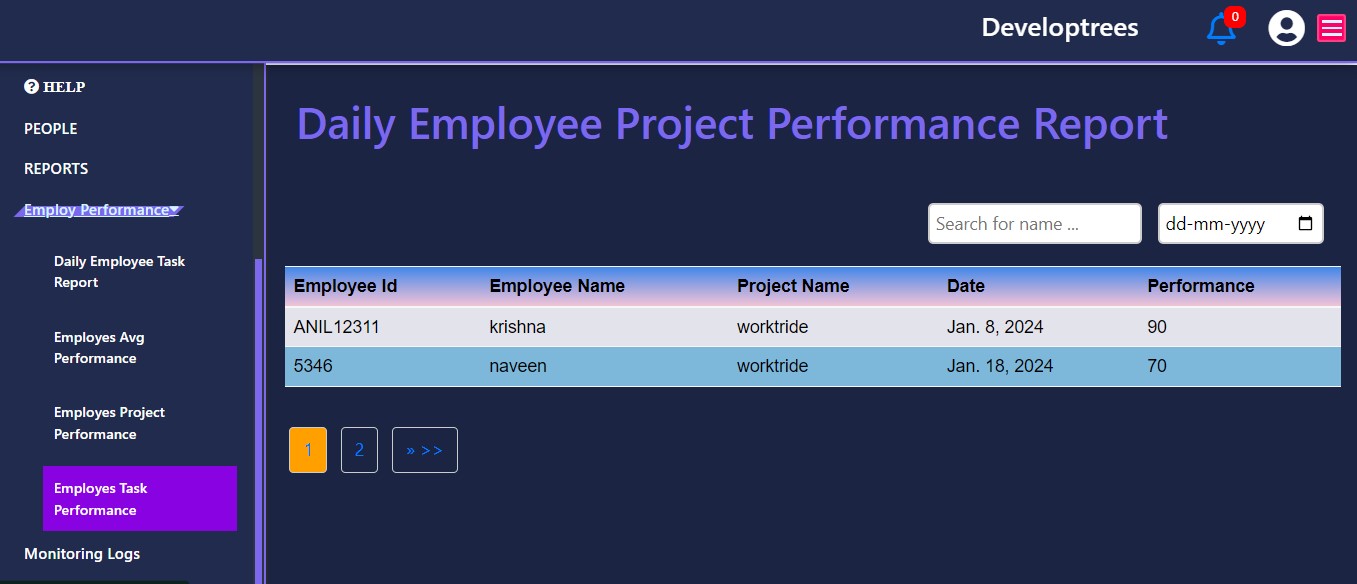 Developtrees
0
HELP
PEOPLE
REPORTS
Employ Performance
Daily Employee Task
Report
Employes Avg
Performance
Employes Project
Performance
Employes Task
Performance
Monitoring Logs
Daily Employee Project Performance Report
Search for name ...
dd-mm-yyyy
Employee Id Employee Name Project Name Date Performance
ANIL12311 krishna worktride Jan. 8, 2024 90
5346 naveen worktride Jan. 18, 2024 70
1 2 » >>